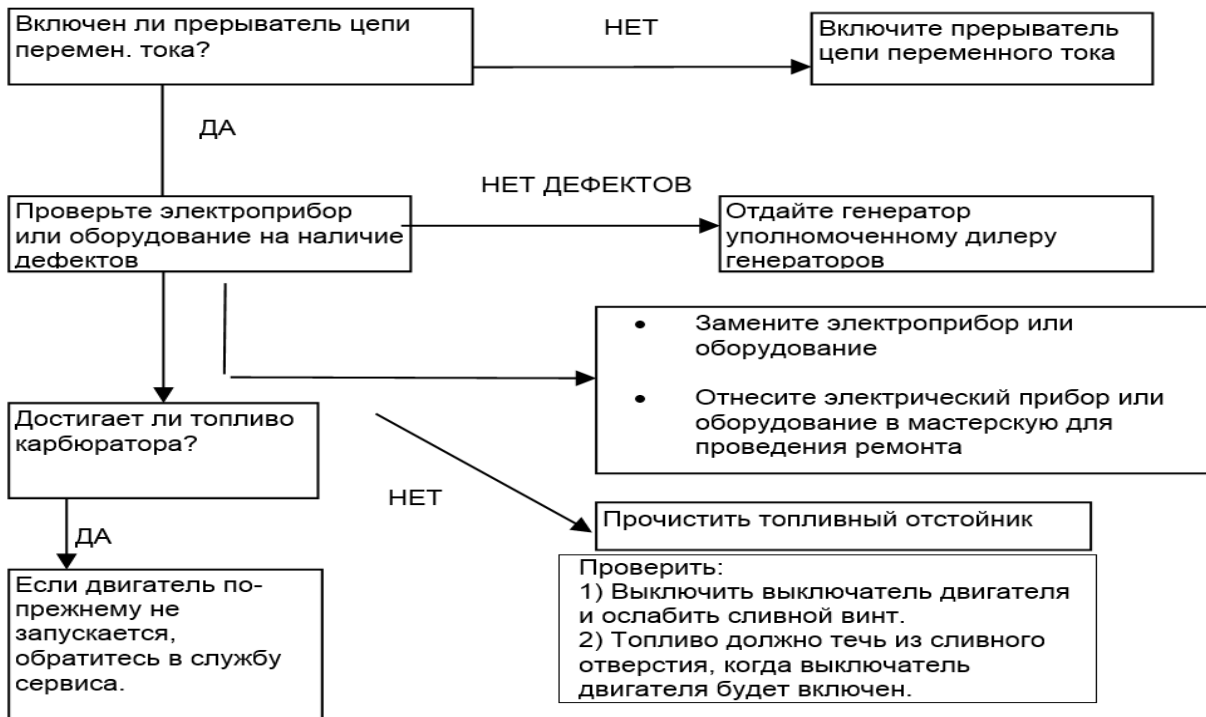 Включен ли прерыватель цепи
перемен. тока?
НЕТ
Включите прерыватель
цепи переменного тока
ДА
НЕТ ДЕФЕКТОВ
Проверьте электроприбор
или оборудование на наличие
дефектов
Отдайте генератор
уполномоченному дилеру
генераторов
• Замените электроприбор или
оборудование
• Отнесите электрический прибор или
оборудование в мастерскую для
проведения ремонта
Достигает ли топливо
карбюратора?
НЕТ
Прочистить топливный отстойник
ДА
Если двигатель по-
прежнему не
запускается,
обратитесь в службу
сервиса.
Проверить:
1) Выключить выключатель двигателя
и ослабить сливной винт.
2) Топливо должно течь из сливного
отверстия, когда выключатель
двигателя будет включен.